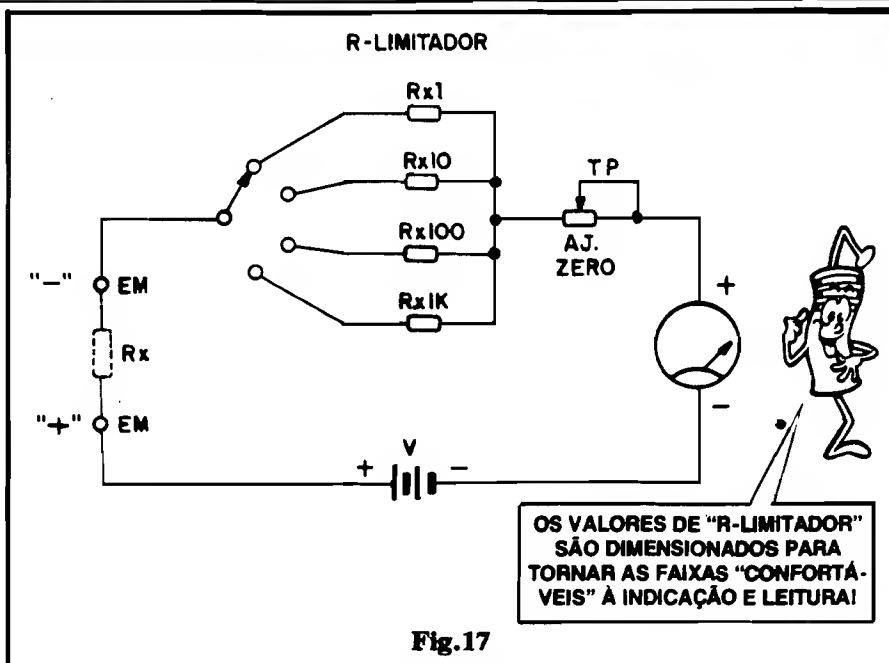 R-LIMITADOR
Rx1
Rx10
Rx100
Rx1K
TP
AJ.
ZERO
"-" EM
Rx
"+" EM
+
-
+ V -
OS VALORES DE "R-LIMITADOR"
SÃO DIMENSIONADOS PARA
TORNAR AS FAIXAS "CONFORTÁ-
VEIS" À INDICAÇÃO E LEITURA!
Fig.17